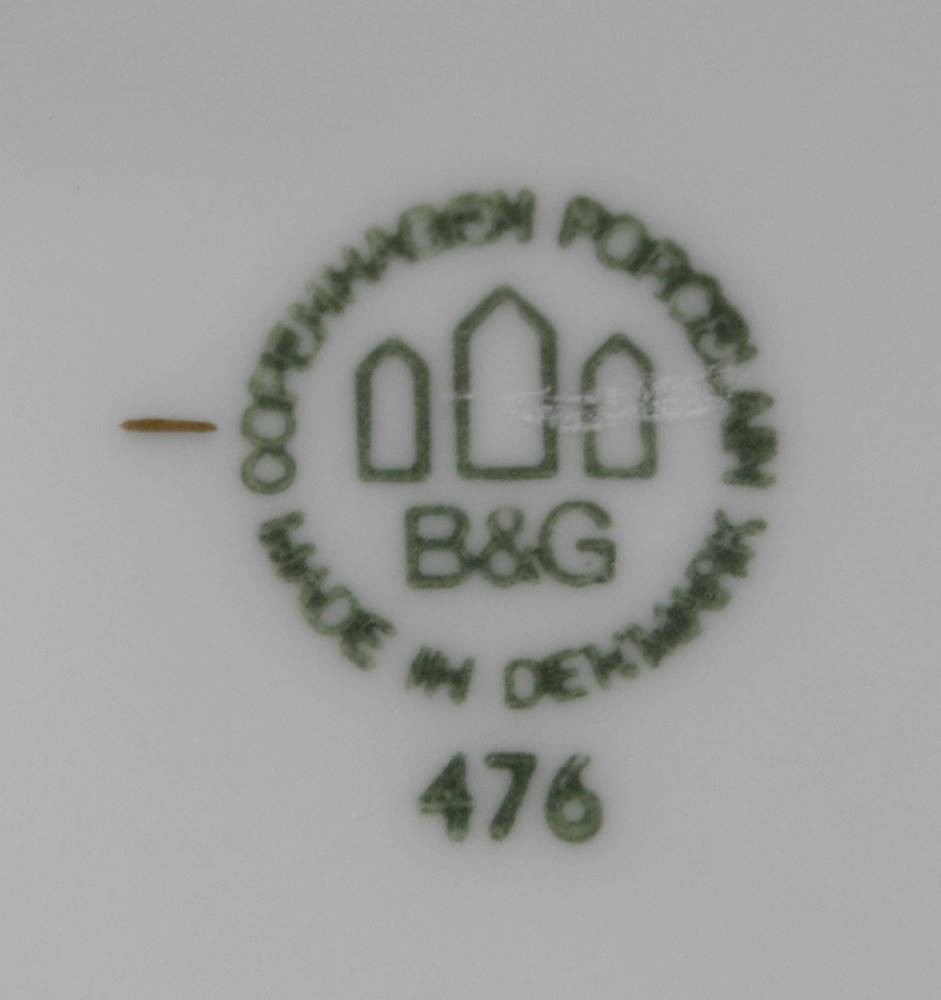 COPENHAGEN PORCELAIN
B&G
MADE IN DENMARK
476